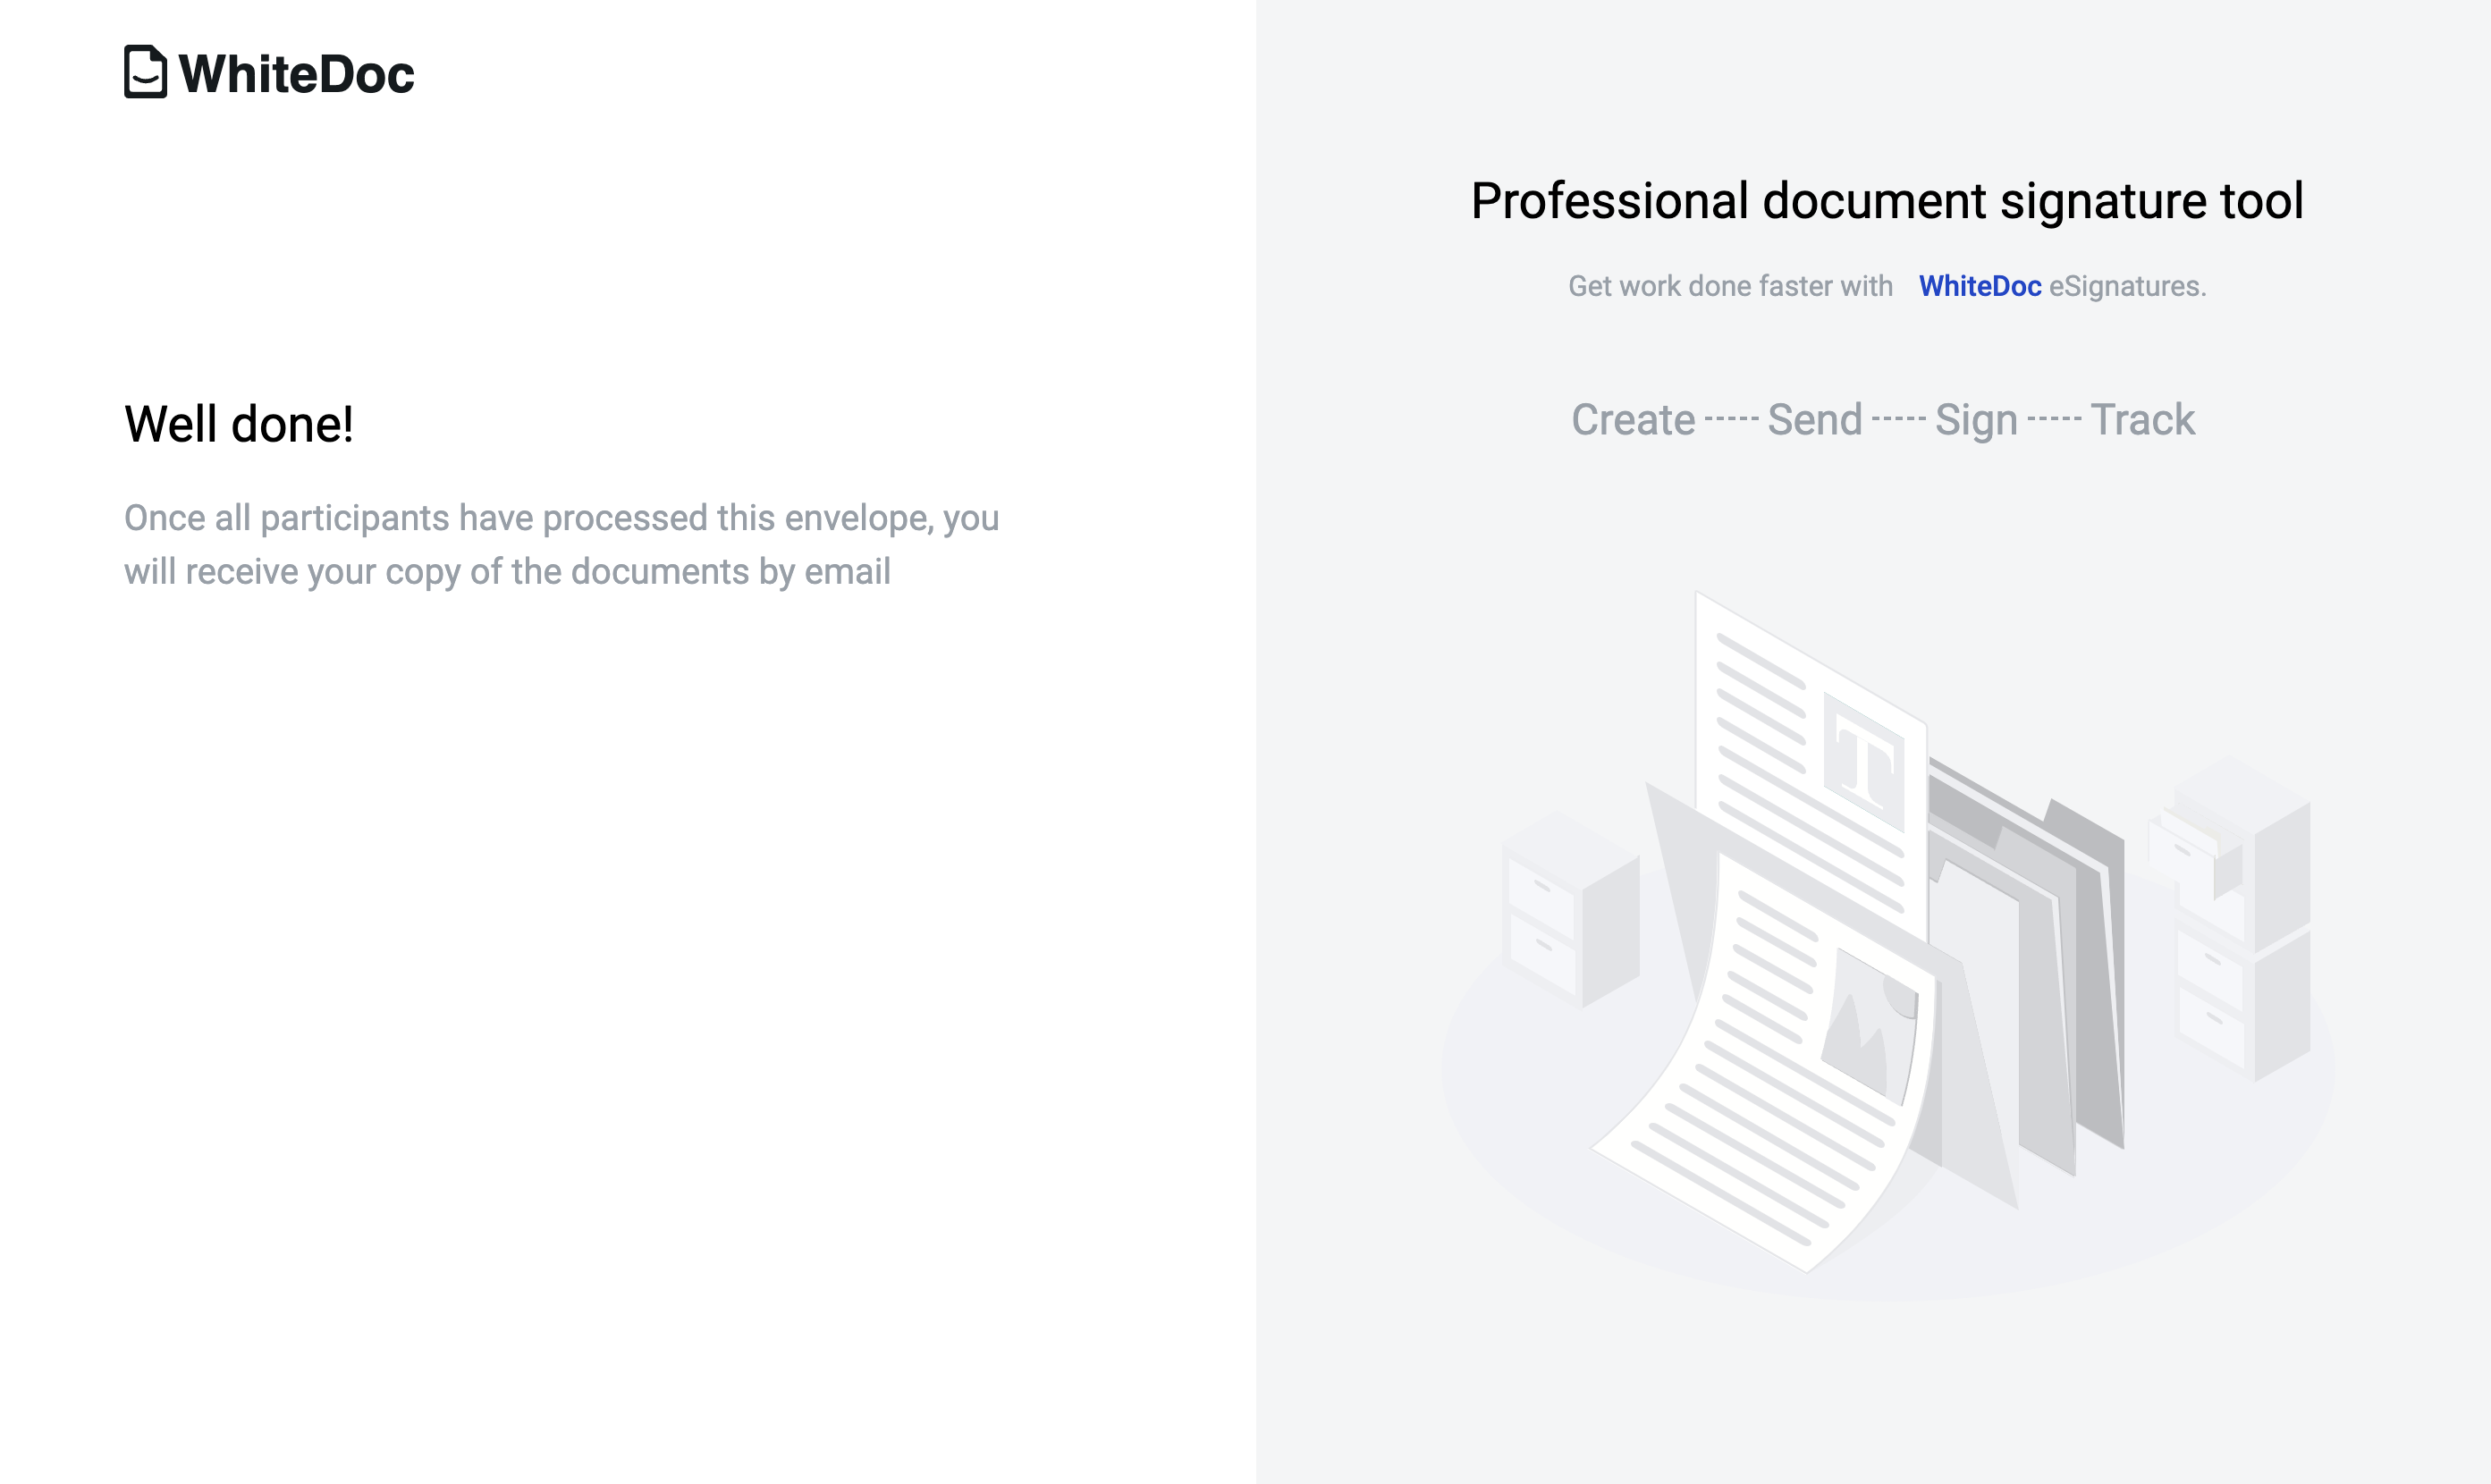 WhiteDoc
Well done!
Once all participants have processed this envelope, you
will receive your copy of the documents by email
Professional document signature tool
Get work done faster with WhiteDoc eSignatures.
Create ----- Send ----- Sign ----- Track
T